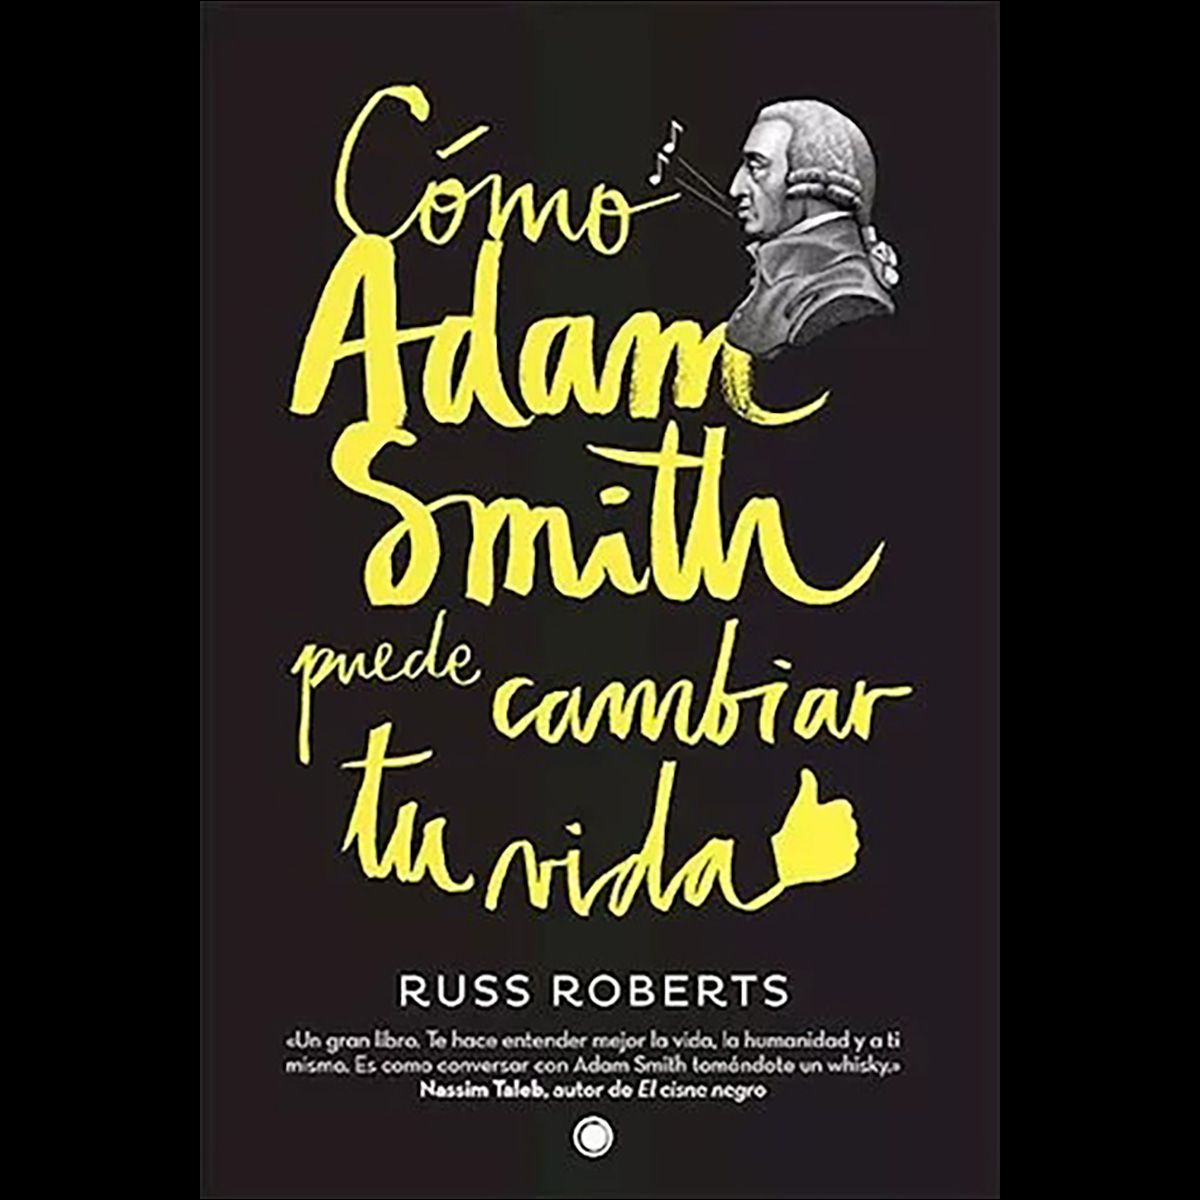 Cómo
Adam
Smith
puede
cambiar
tu vida
RUSS ROBERTS
«Un gran libro. Te hace entender mejor la vida, la humanidad y a ti
mismo. Es como conversar con Adam Smith tomándote un whisky.»
Nassim Taleb, autor de El cisne negro